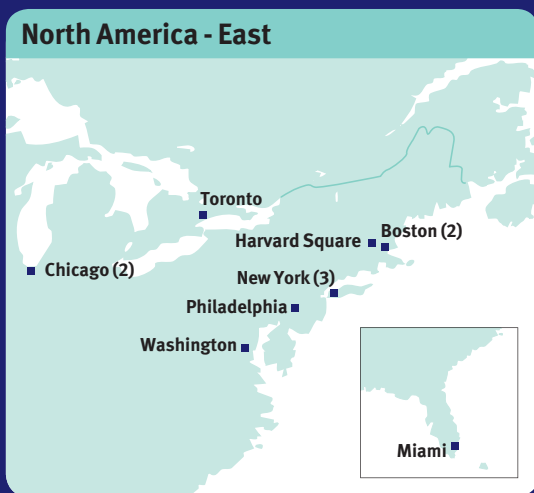 North America - East
Toronto
Harvard Square
Boston (2)
Chicago (2)
New York (3)
Philadelphia
Washington
Miami